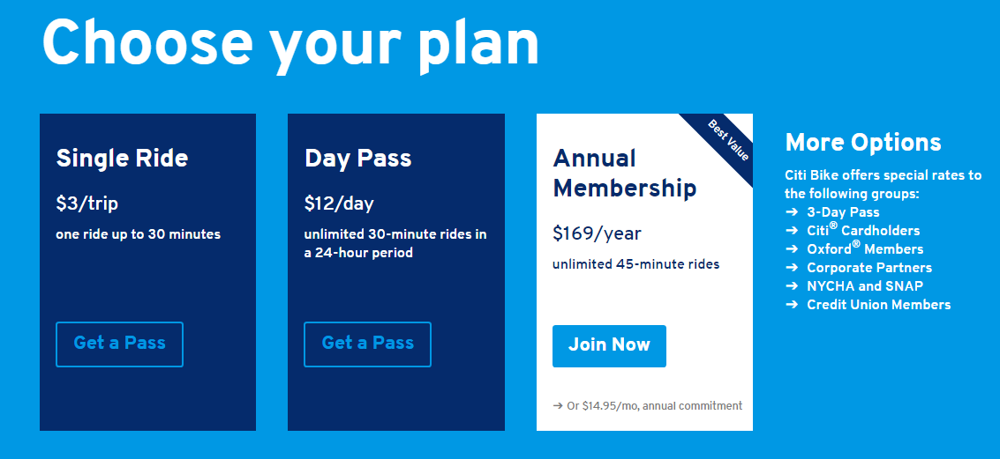 Choose your plan
Single Ride
$3/trip
one ride up to 30 minutes
Get a Pass
Day Pass
$12/day
unlimited 30-minute rides in
a 24-hour period
Get a Pass
Best Value
Annual
Membership
$169/year
unlimited 45-minute rides
Join Now
➔ Or $14.95/mo, annual commitment
More Options
Citi Bike offers special rates to
the following groups:
➔ 3-Day Pass
➔ Citi® Cardholders
➔ Oxford® Members
➔ Corporate Partners
➔ NYCHA and SNAP
➔ Credit Union Members